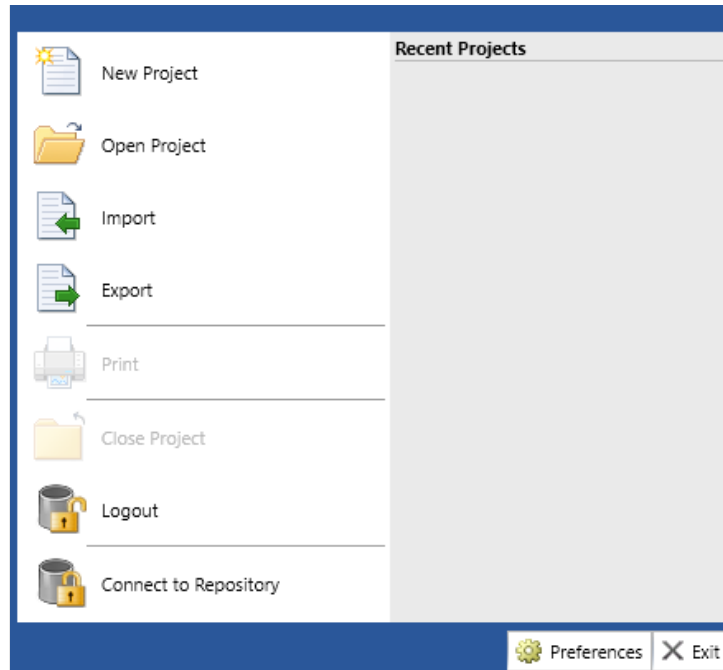 New Project
Open Project
Import
Export
Print
Close Project
Logout
Connect to Repository
Recent Projects
Preferences
Exit